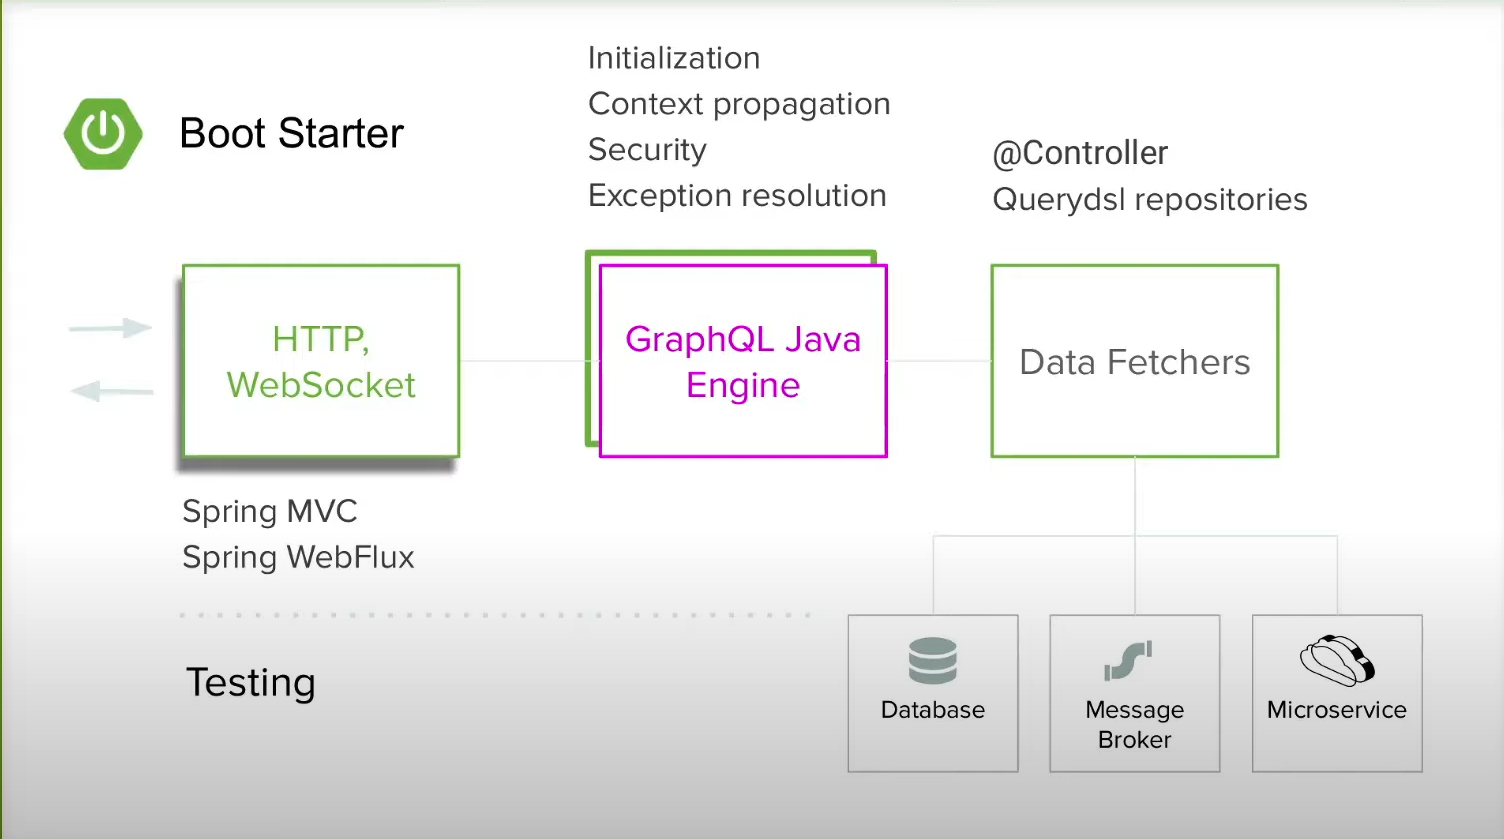 Initialization
Context propagation
Security
Exception resolution
Boot Starter
@Controller
Querydsl repositories
HTTP,
WebSocket
GraphQL Java
Engine
Data Fetchers
Spring MVC
Spring WebFlux
Testing
Database
Message
Broker
Microservice